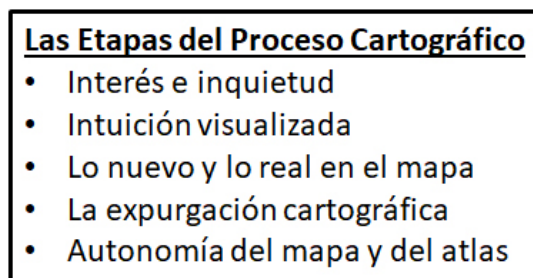 Las Etapas del Proceso Cartográfico
• Interés e inquietud
• Intuición visualizada
• Lo nuevo y lo real en el mapa
• La expurgación cartográfica
• Autonomía del mapa y del atlas